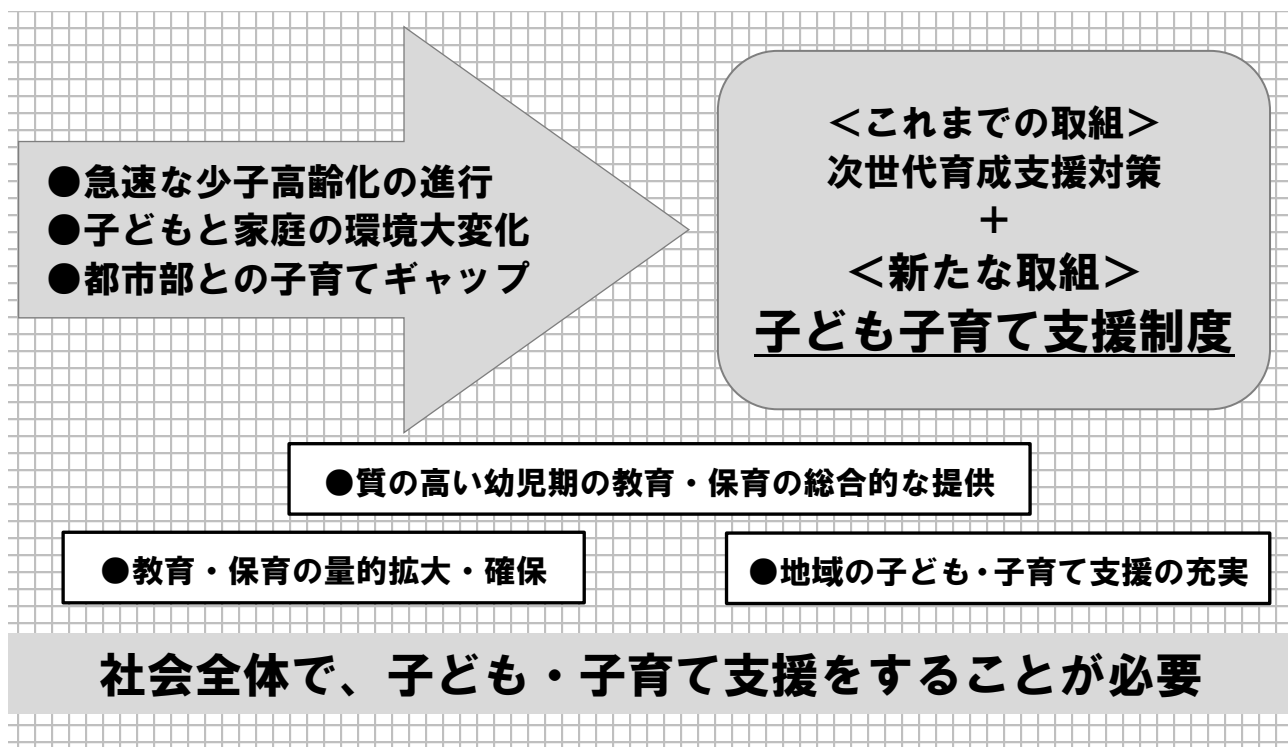 ●急速な少子高齢化の進行
●子どもと家庭の環境大変化
●都市部との子育てギャップ
＜これまでの取組＞
次世代育成支援対策
＋
＜新たな取組＞
子ども子育て支援制度
●質の高い幼児期の教育・保育の総合的な提供
●教育・保育の量的拡大・確保
●地域の子ども・子育て支援の充実
社会全体で、子ども・子育て支援をすることが必要